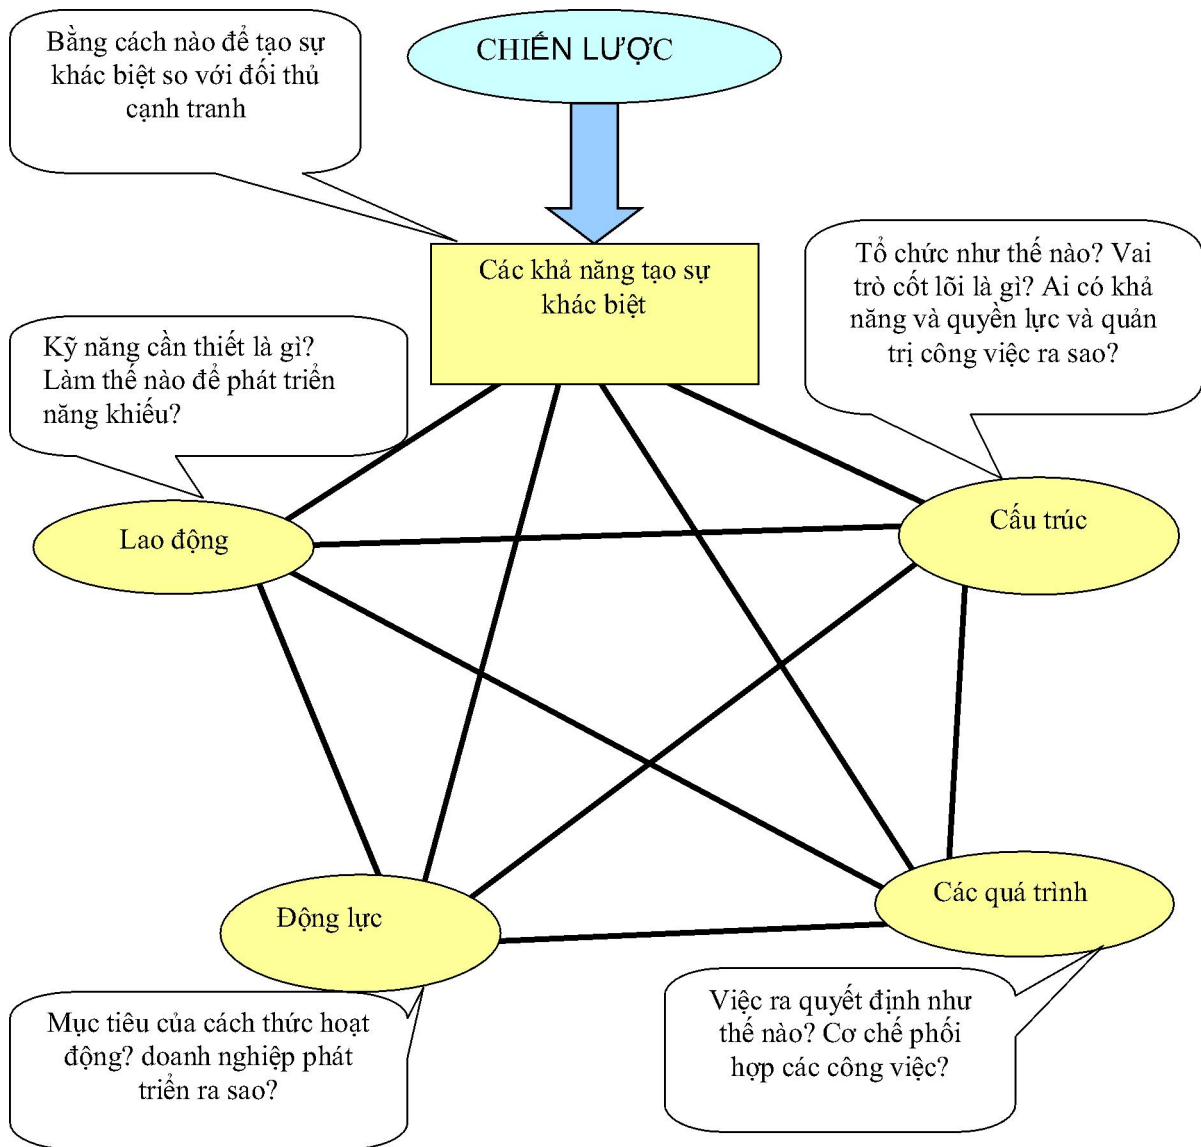 Bằng cách nào để tạo sự
khác biệt so với đối thủ
cạnh tranh
CHIẾN LƯỢC
Các khả năng tạo sự
khác biệt
Tổ chức như thế nào? Vai
trò cốt lõi là gì? Ai có khả
năng và quyền lực và quản
trị công việc ra sao?
Kỹ năng cần thiết là gì?
Làm thế nào để phát triển
năng khiếu?
Lao động
Cấu trúc
Động lực
Các quá trình
Mục tiêu của cách thức hoạt
động? doanh nghiệp phát
triển ra sao?
Việc ra quyết định như
thế nào? Cơ chế phối
hợp các công việc?